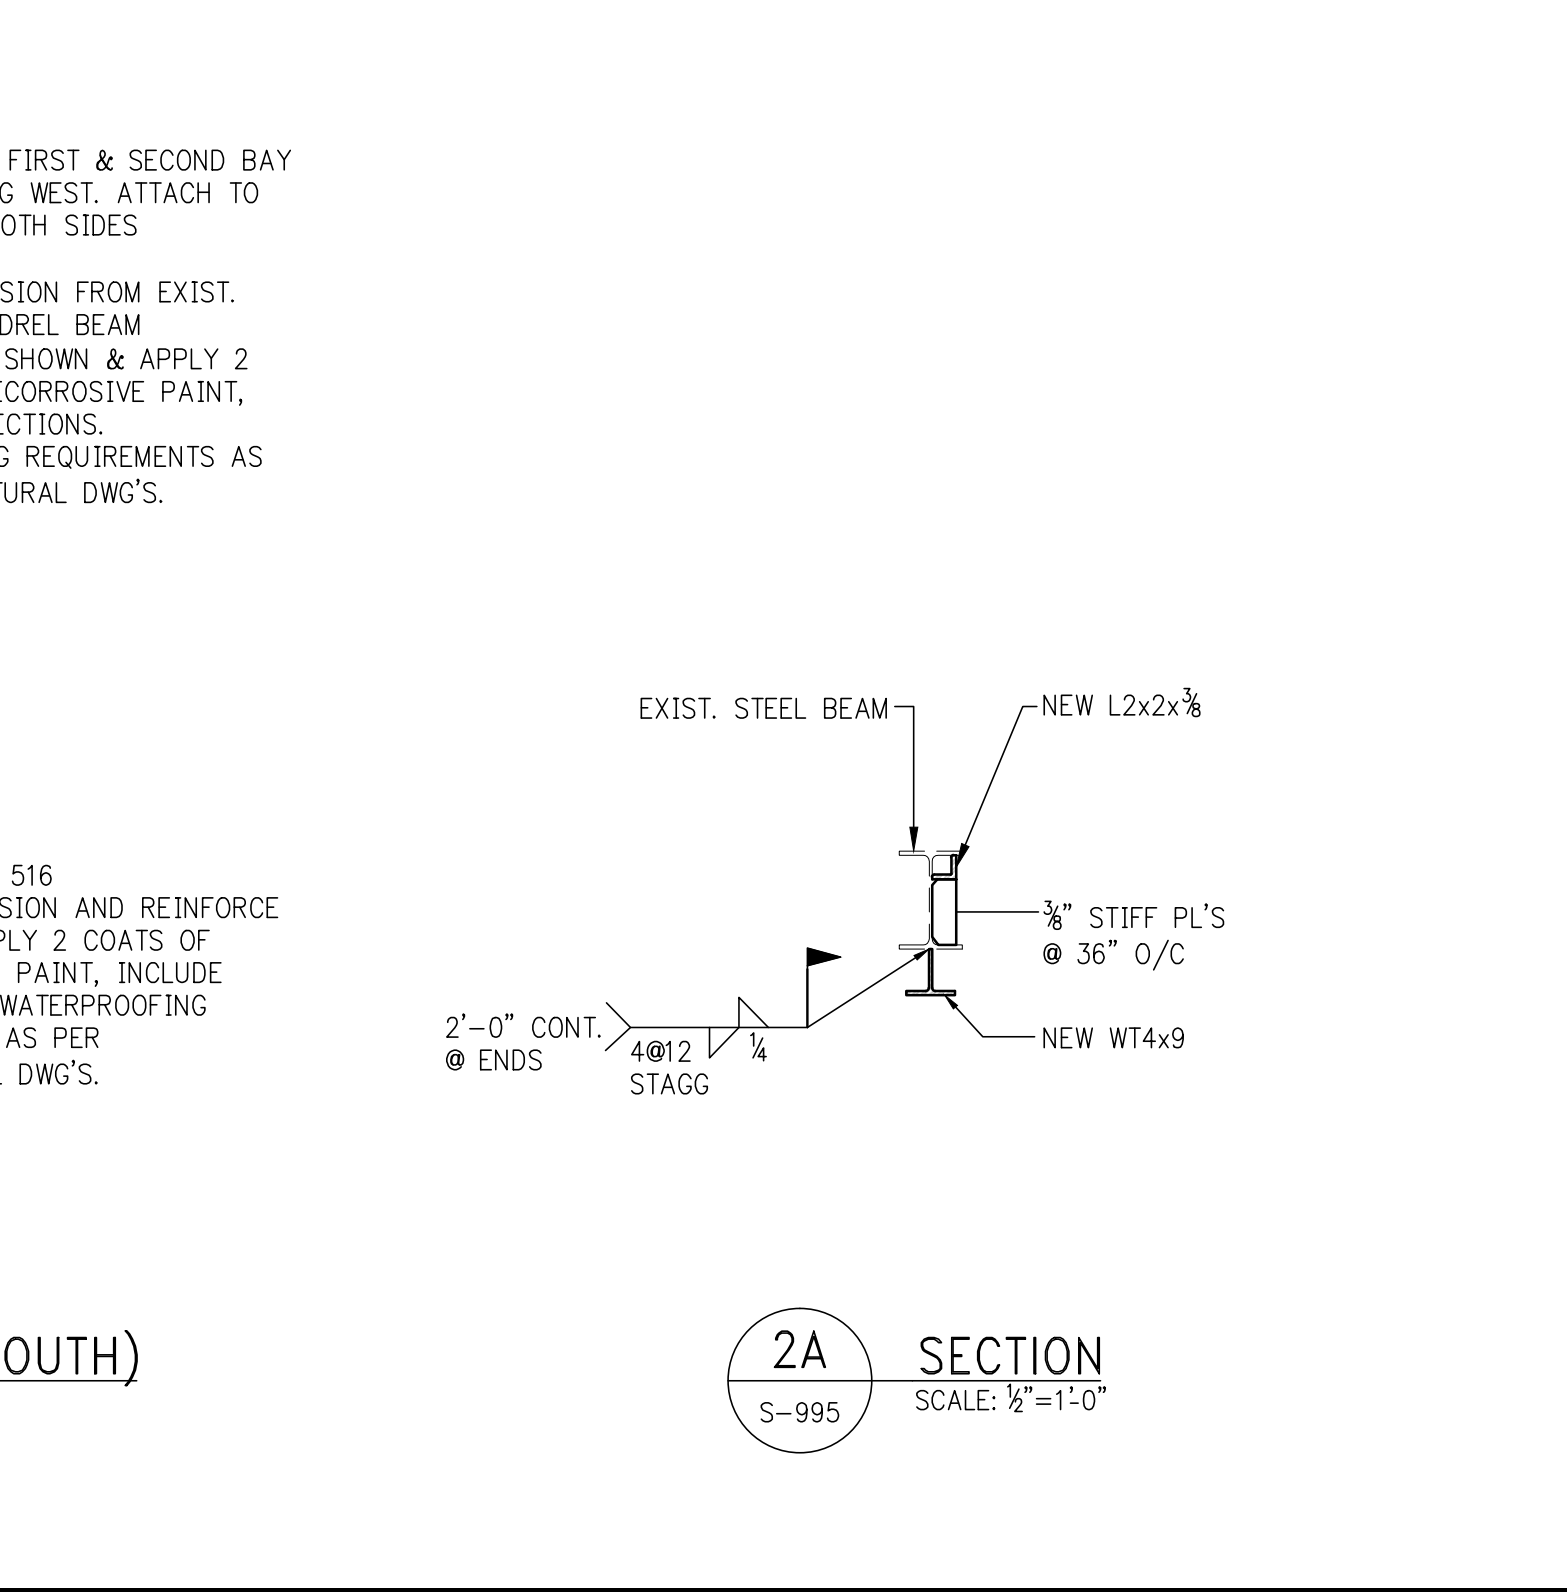 FIRST & SECOND BAY
G WEST. ATTACH TO
OTH SIDES
SION FROM EXIST.
DREL BEAM
SHOWN & APPLY 2
ECORROSIVE PAINT,
ECTIONS.
G REQUIREMENTS AS
TURAL DWG'S.
EXIST. STEEL BEAM
NEW L2x2x⅜
516
SION AND REINFORCE
PLY 2 COATS OF
PAINT, INCLUDE
WATERPROOFING
AS PER
L DWG'S.
⅜" STIFF PL'S
@ 36" O/C
2'-0" CONT.
@ ENDS
4@12
STAGG
¼
NEW WT4x9
OUTH)
2A
S-995
SECTION
SCALE: ½"=1'-0"